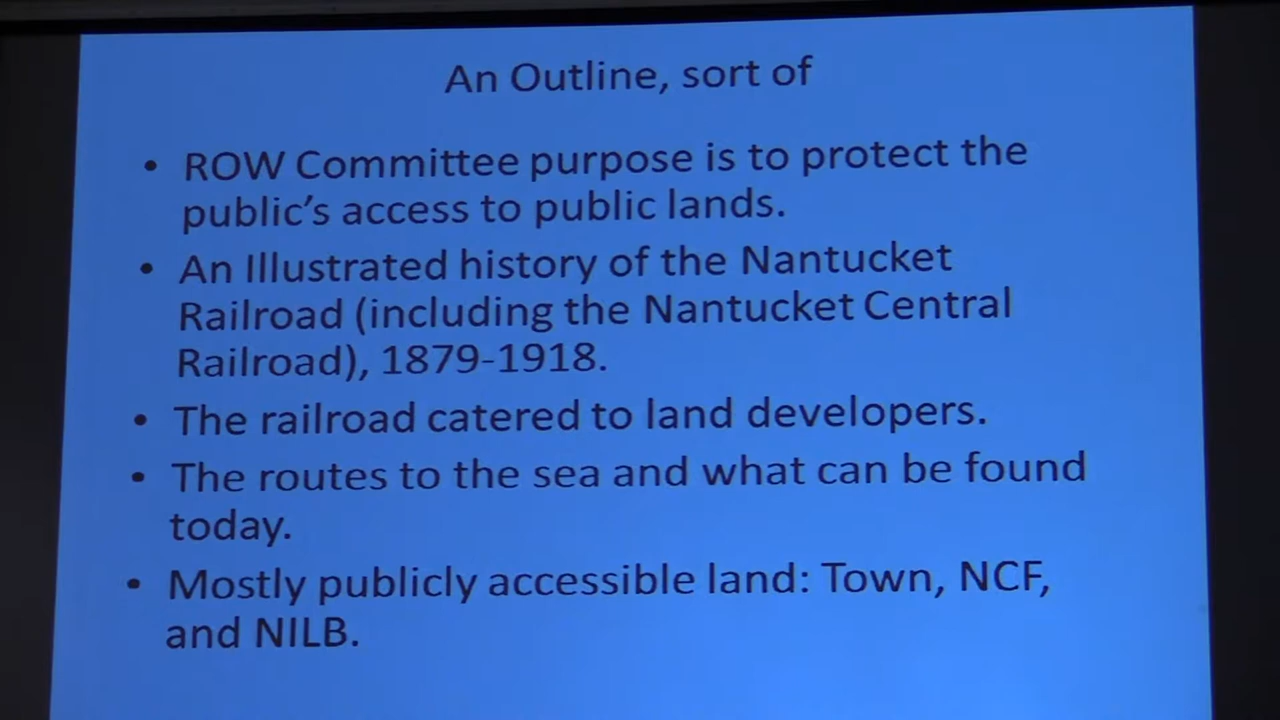 An Outline, sort of
• ROW Committee purpose is to protect the
public's access to public lands.
• An Illustrated history of the Nantucket
Railroad (including the Nantucket Central
Railroad), 1879-1918.
• The railroad catered to land developers.
• The routes to the sea and what can be found
today.
• Mostly publicly accessible land: Town, NCF,
and NILB.